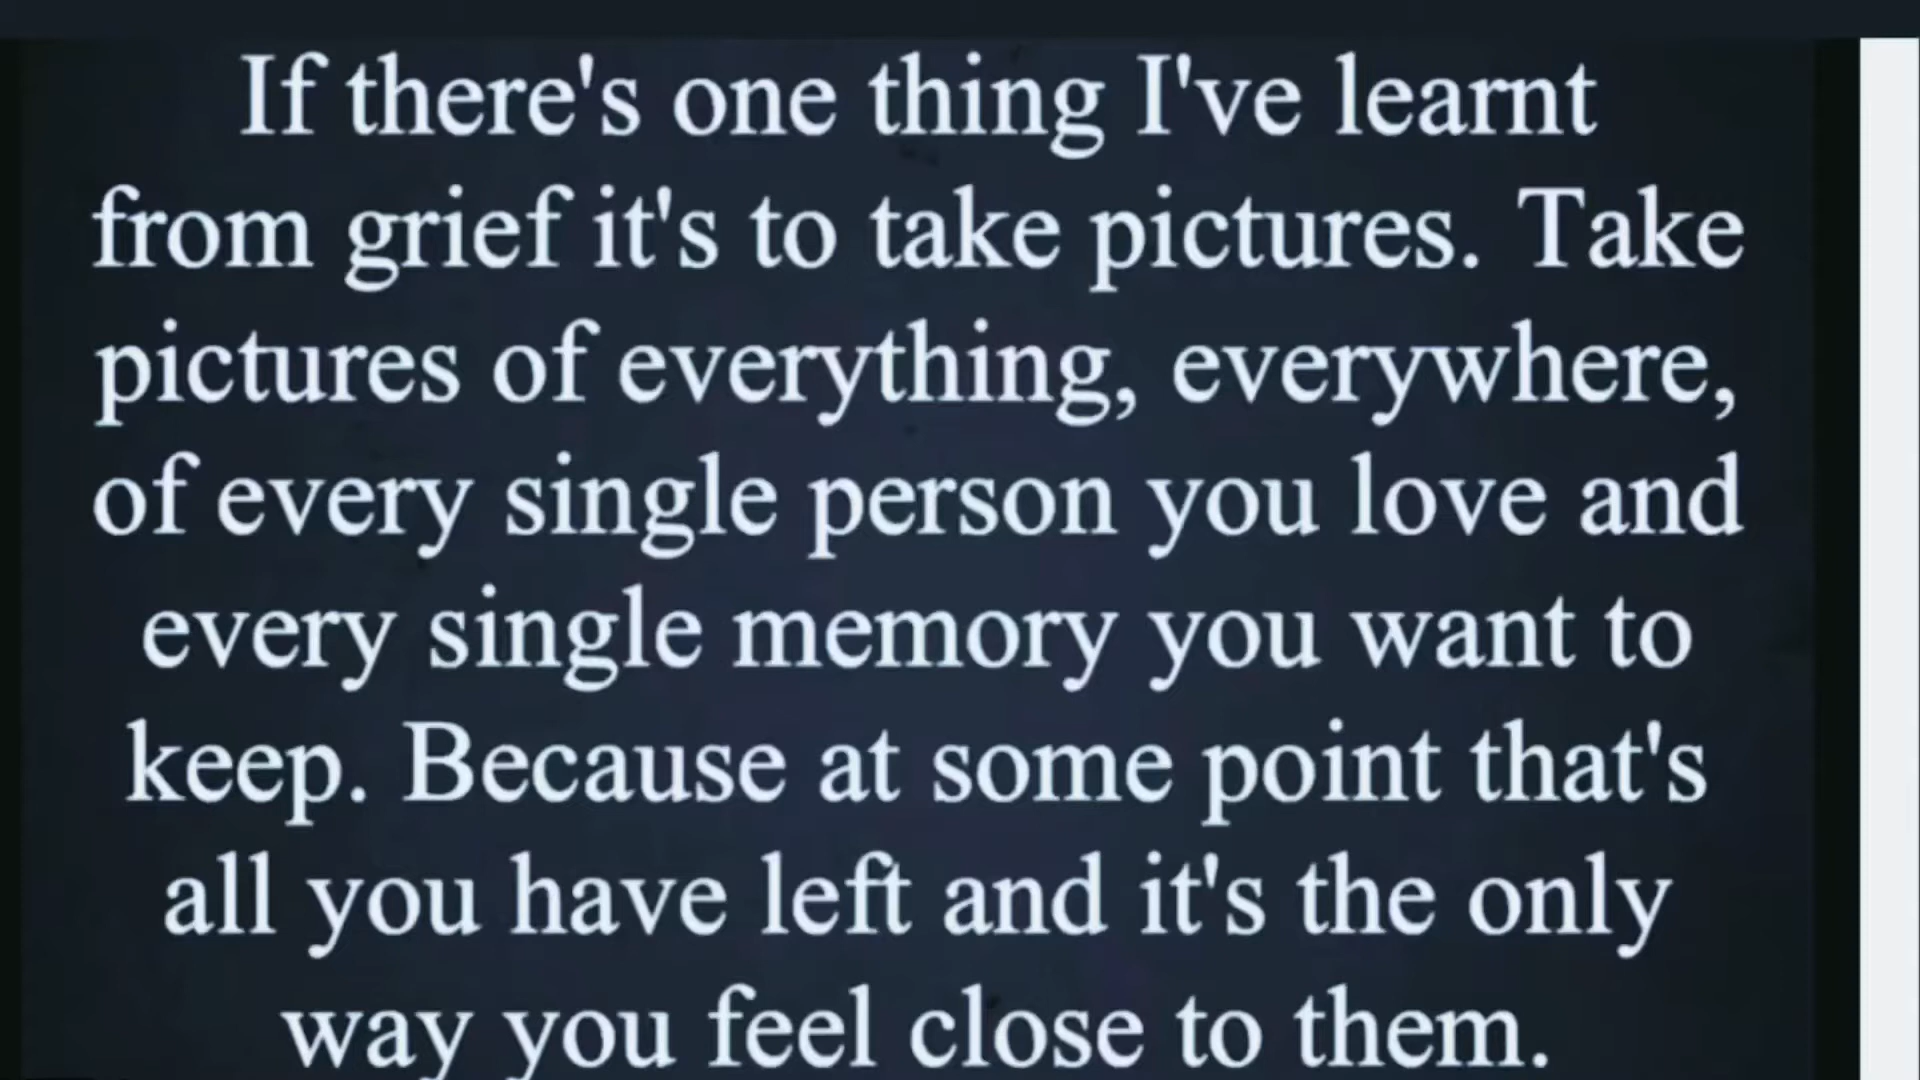 If there's one thing I've learnt
from grief it's to take pictures. Take
pictures of everything, everywhere,
of every single person you love and
every single memory you want to
keep. Because at some point that's
all you have left and it's the only
way you feel close to them.